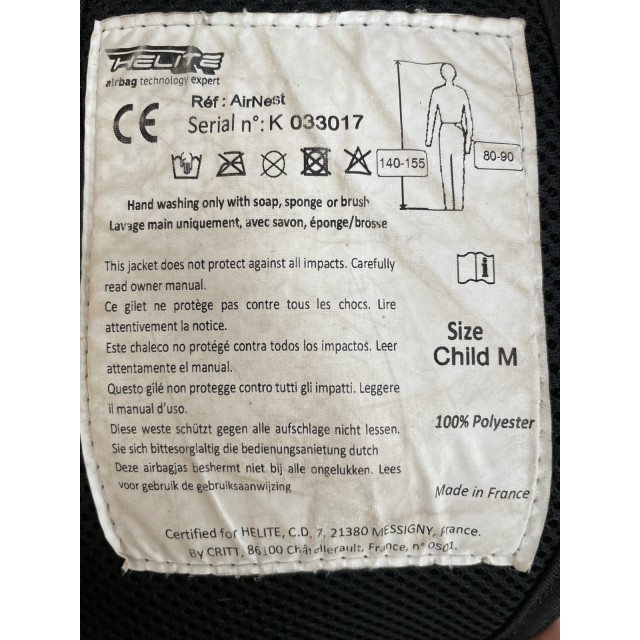 HELITE
airbag technology expert
CE
Réf : AirNest
Serial n°: K 033017
140-155
80-90
Hand washing only with soap, sponge or brush
Lavage main uniquement, avec savon, éponge/brosse
This jacket does not protect against all impacts. Carefully
read owner manual.
Ce gilet ne protège pas contre tous les chocs. Lire
attentivement la notice.
Este chaleco no protegé contra todos los impactos. Leer
attentamente el manual.
Questo gilé non protegge contro tutti gli impatti. Leggere
il manual d'uso.
Diese weste schützt gegen alle aufschlage nicht lessen.
Sie sich bittesorglaltig die bedienungsanietung dutch
Deze airbagjas beshermt niet bij alle ongelukken. Lees
voor gebruik de gebruiksaanwijzing
i
Size
Child M
100% Polyester
Made in France
Certified for HELITE, C.D. 7, 21380 MESSIGNY, France.
By CRITT, 86100 Châtellerault, France, n° 0501.